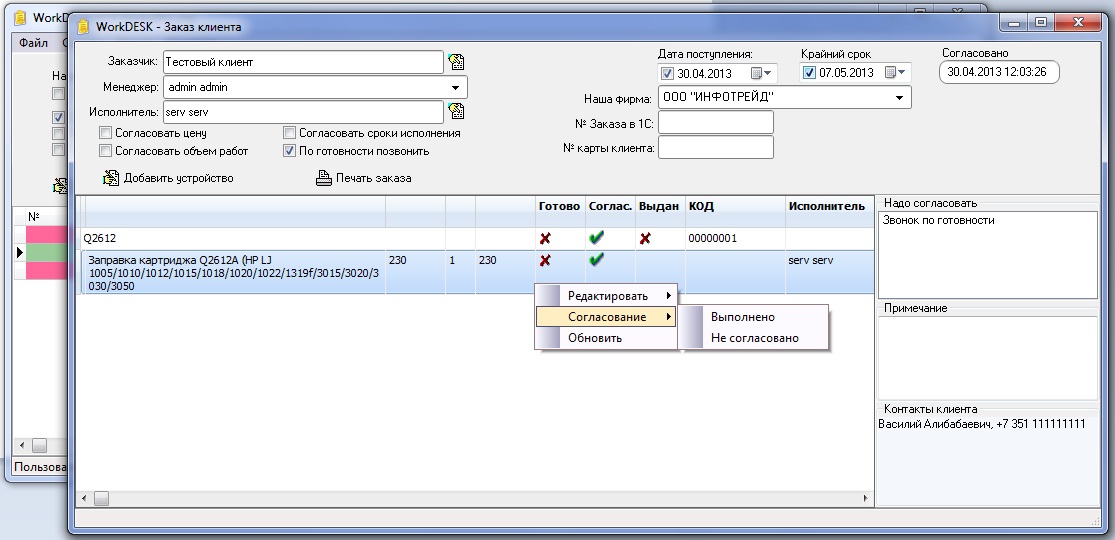 WorkD
WorkDESK - Заказ клиента
Файл
На
№
Пользова
Заказчик:
Тестовый клиент
Менеджер:
admin admin
Исполнитель:
serv serv
Согласовать цену
Согласовать сроки исполнения
Согласовать объем работ
По готовности позвонить
Добавить устройство
Печать заказа
Дата поступления:
30.04.2013
Крайний срок
07.05.2013
Согласовано
30.04.2013 12:03:26
Наша фирма:
ООО "ИНФОТРЕЙД"
№ Заказа в 1С:
№ карты клиента:
Готово Соглас. Выдан КОД Исполнитель
Q2612 00000001
Заправка картриджа Q2612A (HP LJ 230 1 230 serv serv
1005/1010/1012/1015/1018/1020/1022/1319f/3015/3020/3
030/3050
Редактировать
Согласование
Обновить
Выполнено
Не согласовано
Надо согласовать
Звонок по готовности
Примечание
Контакты клиента
Василий Алибабаевич, +7 351 111111111